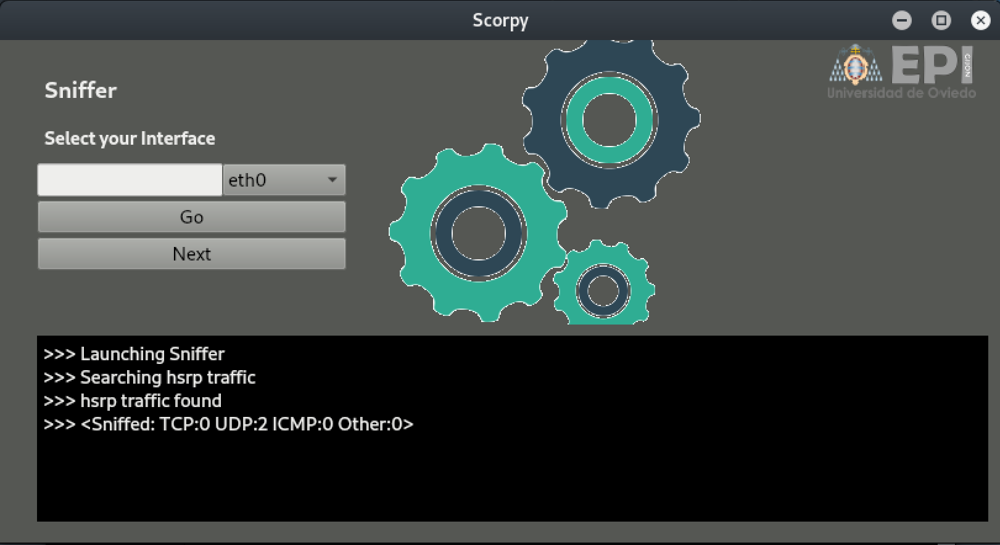 Scorpy
EPI
GIJON
Universidad de Oviedo
Sniffer
Select your Interface
eth0
Go
Next
>>> Launching Sniffer
>>> Searching hsrp traffic
>>> hsrp traffic found
>>> <Sniffed: TCP:0 UDP:2 ICMP:0 Other:0>